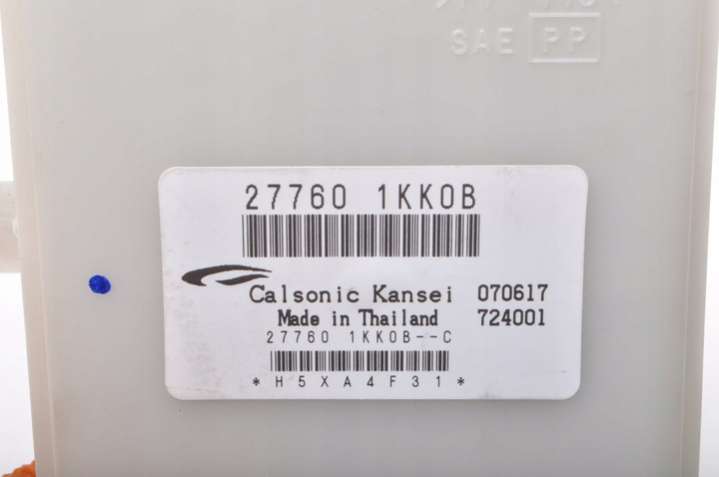 SAE PP
27760 1KK0B
Calsonic Kansei 070617
Made in Thailand 724001
27760 1KK0B--C
*H5XA4F31*